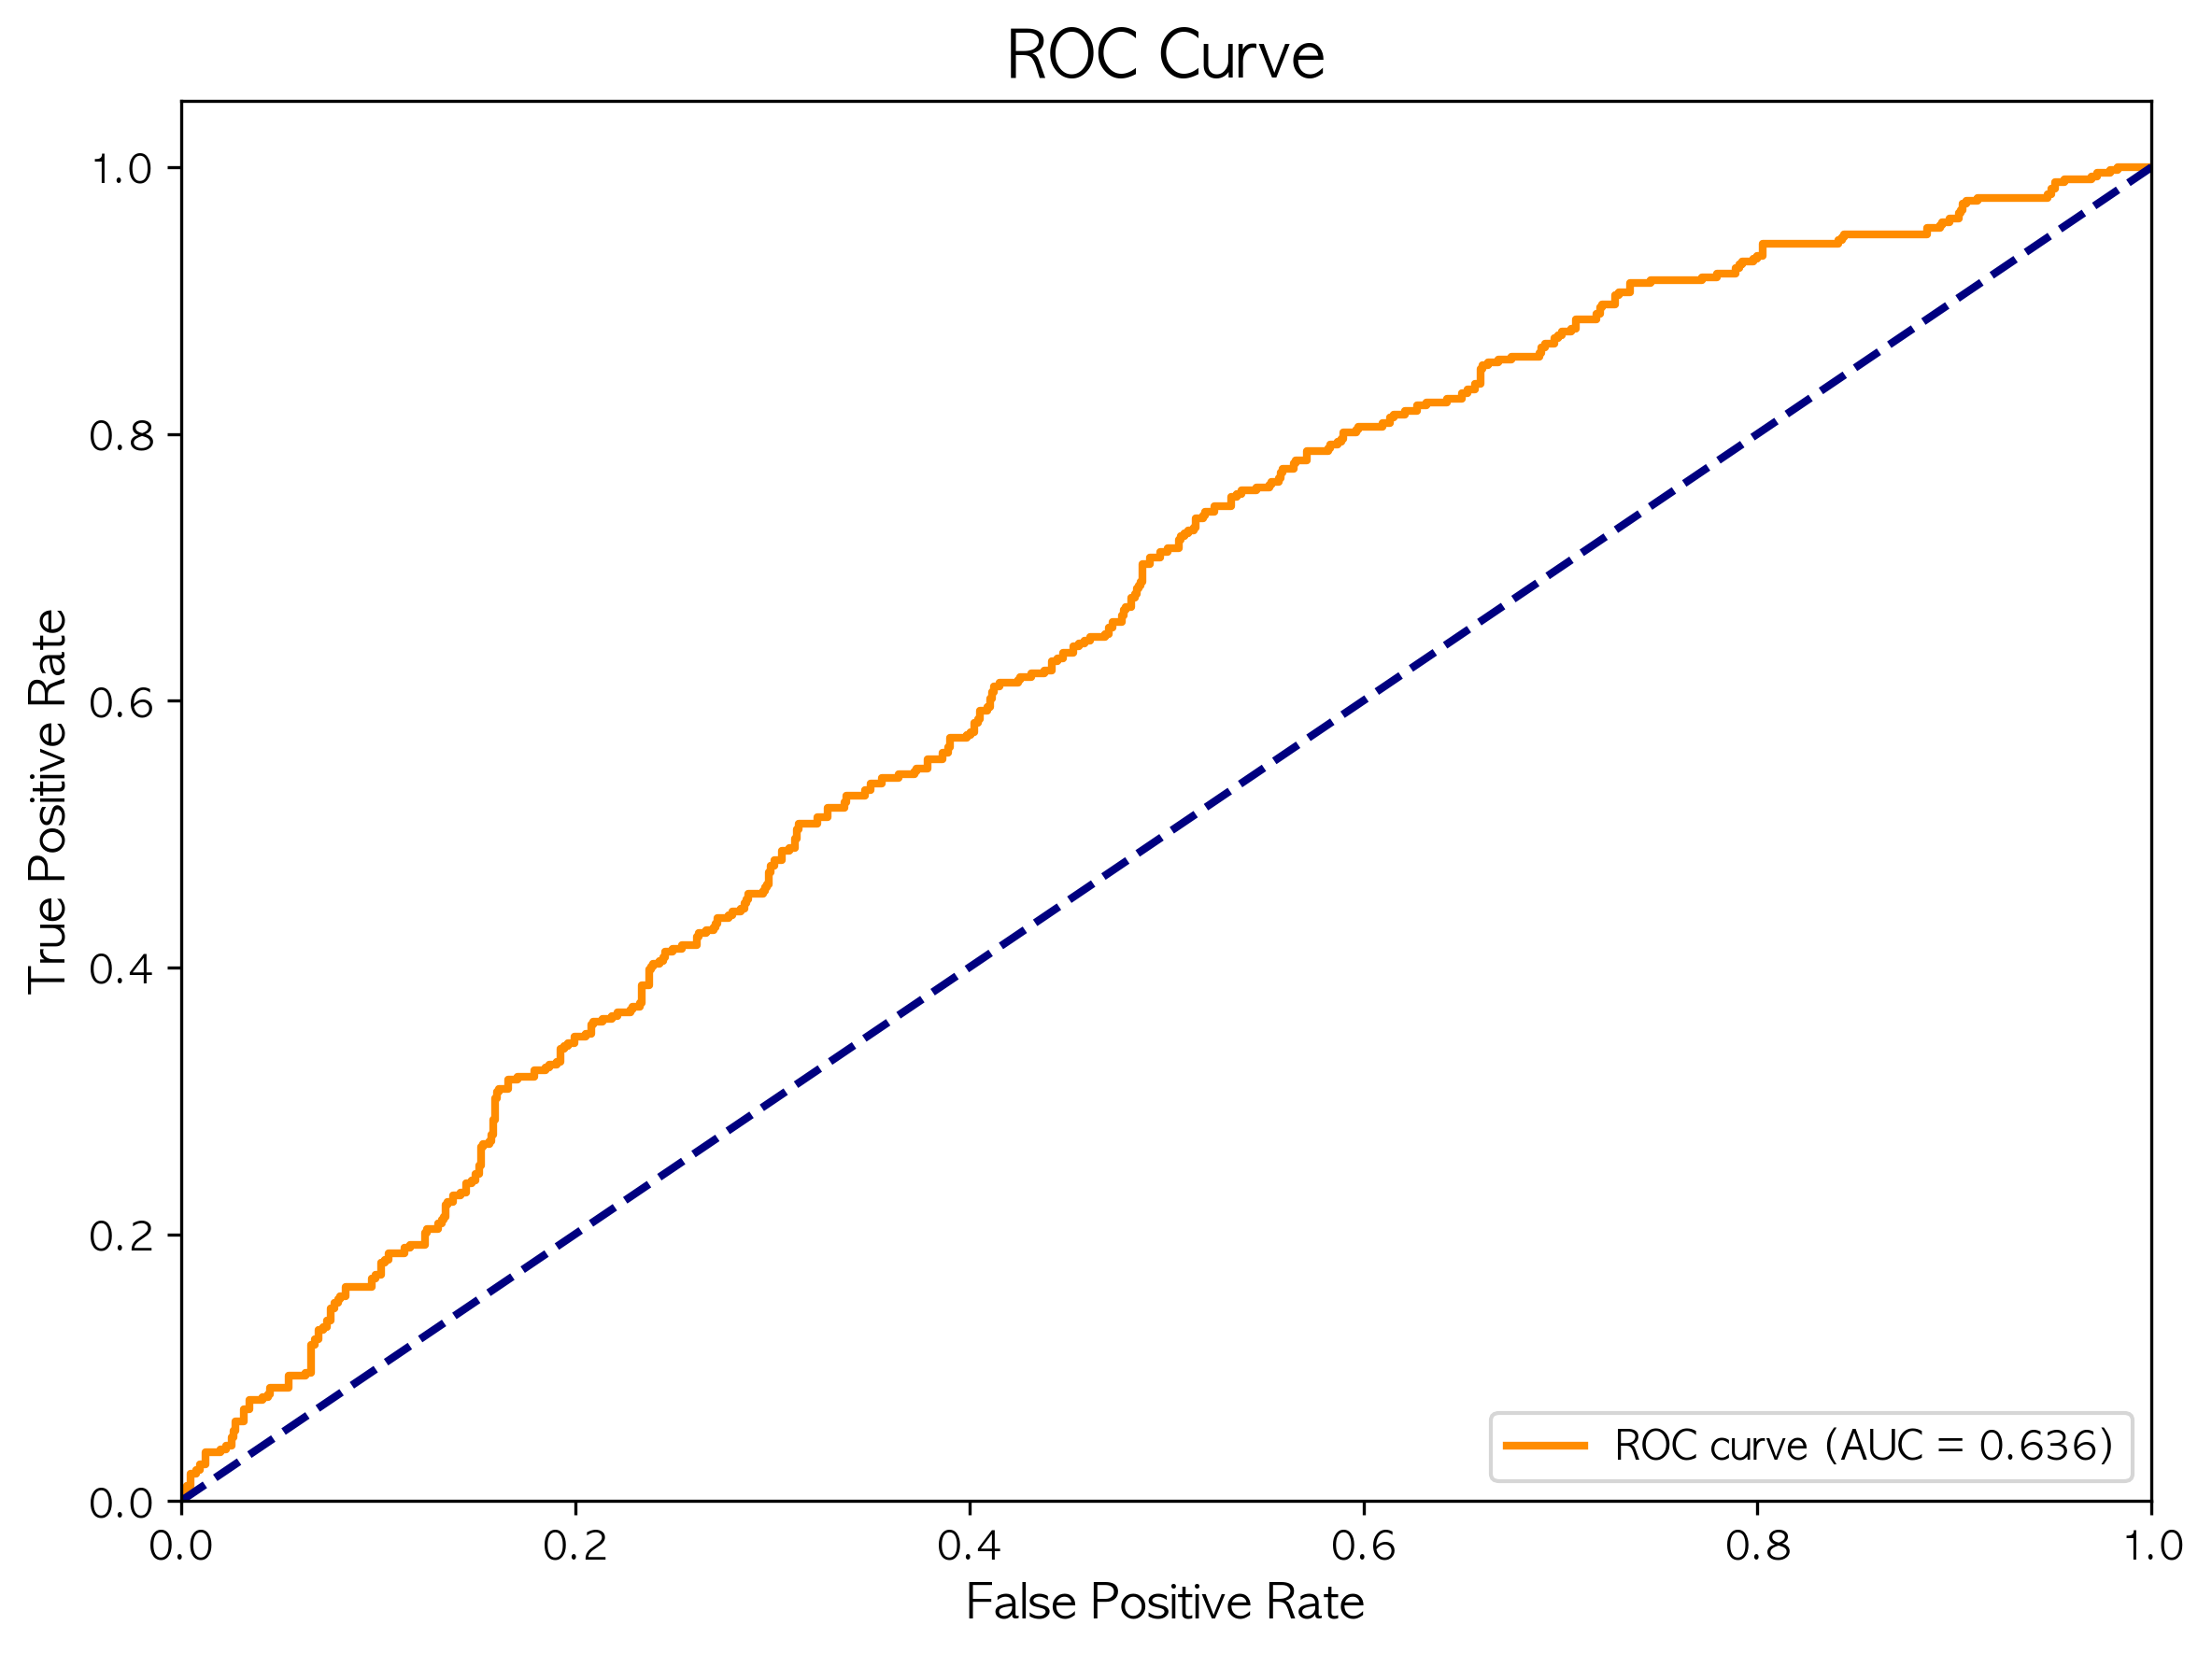 ROC Curve
True Positive Rate
1.0
0.8
0.6
0.4
0.2
0.0
0.0 0.2 0.4 0.6 0.8 1.0
False Positive Rate
ROC curve (AUC = 0.636)